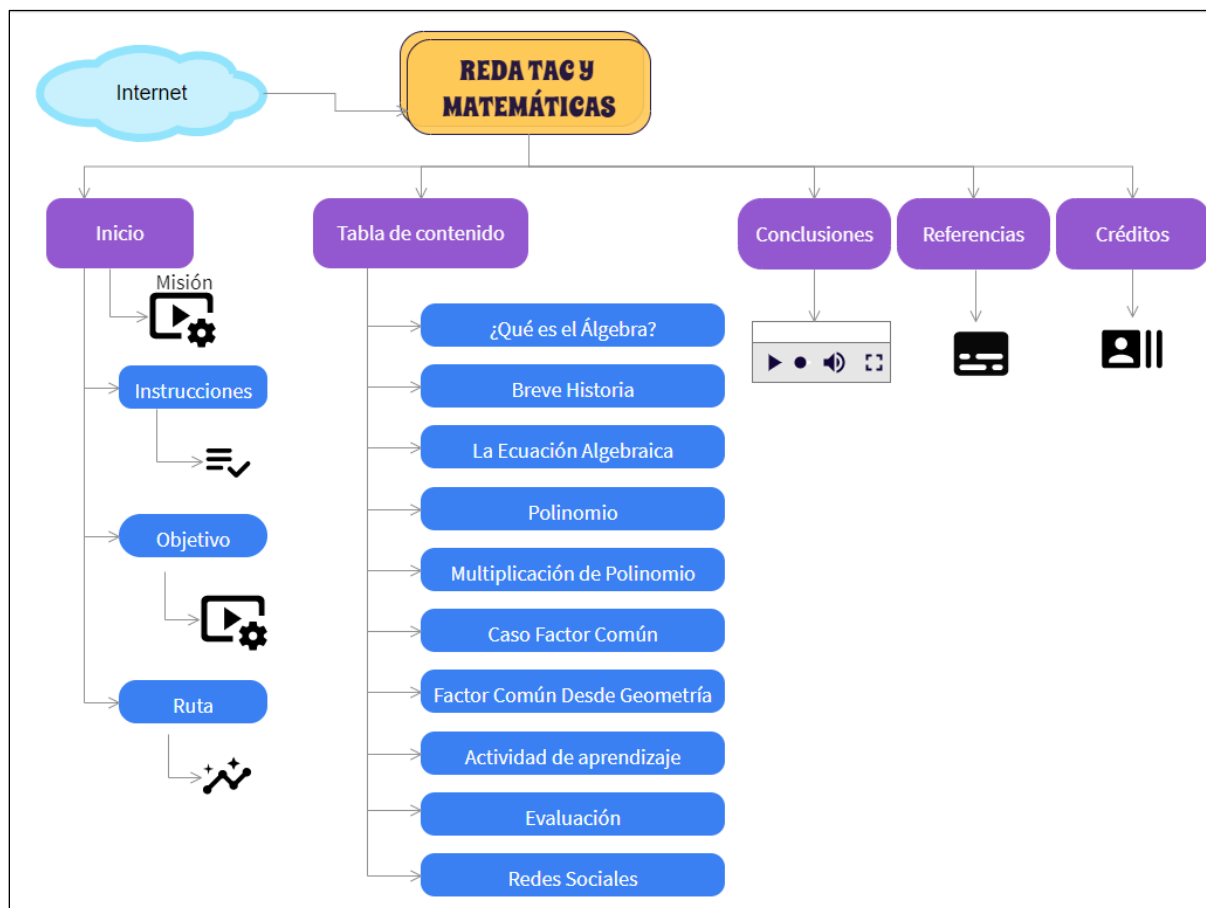 Internet
REDA TAC Y
MATEMÁTICAS
Inicio
Tabla de contenido
Conclusiones
Referencias
Créditos
Misión
Instrucciones
Objetivo
Ruta
¿Qué es el Álgebra?
Breve Historia
La Ecuación Algebraica
Polinomio
Multiplicación de Polinomio
Caso Factor Común
Factor Común Desde Geometría
Actividad de aprendizaje
Evaluación
Redes Sociales